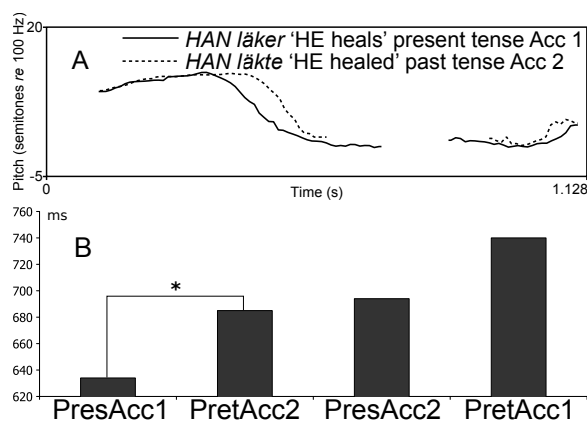 20
HAN läker ‘HE heals’ present tense Acc 1
A
HAN läkte ‘HE healed’ past tense Acc 2
Pitch (semitones re 100 Hz)
-5
0
Time (s)
1.128
760
ms
740
B
720
700
*
680
660
640
620
PresAcc1 PretAcc2 PresAcc2 PretAcc1